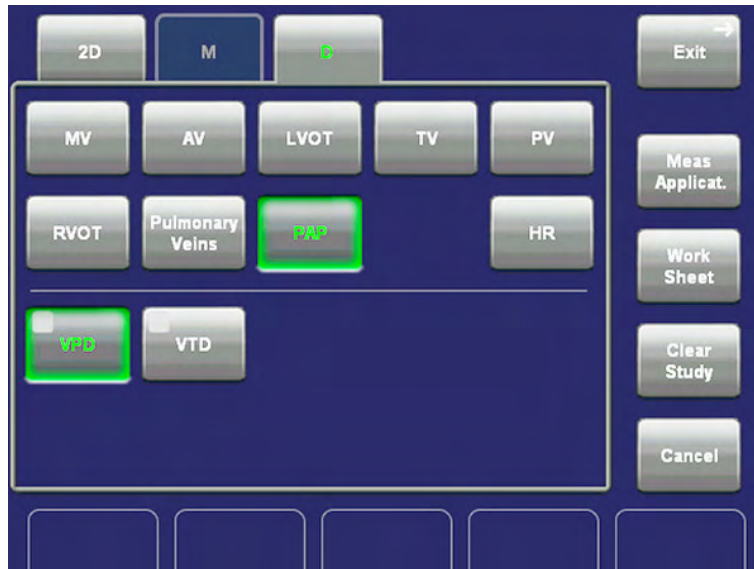 2D M D Exit
MV AV LVOT TV PV
Meas
Applicat.
RVOT Pulmonary
Veins PAP HR
Work
Sheet
VPD VTD
Clear
Study
Cancel